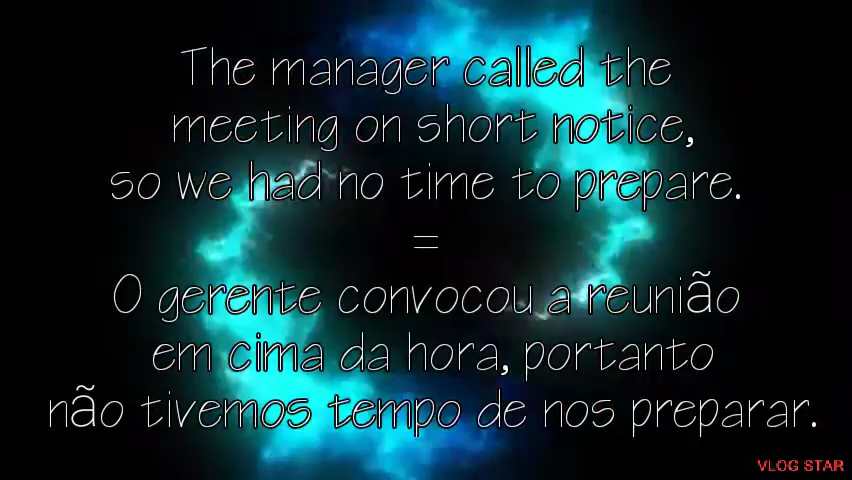 The manager called the
meeting on short notice,
so we had no time to prepare.
=
O gerente convocou a reunião
em cima da hora, portanto
não tivemos tempo de nos preparar.
VLOG STAR